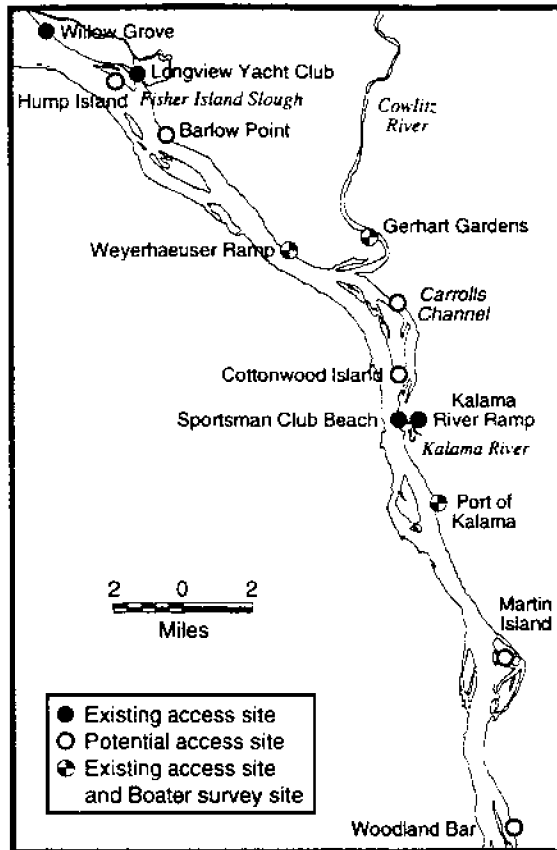 Willow Grove
Longview Yacht Club
Hump Island
Fisher Island Slough
Cowlitz
River
Barlow Point
Gerhart Gardens
Weyerhaeuser Ramp
Carrolls
Channel
Cottonwood Island
Kalama
Sportsman Club Beach
River Ramp
Kalama River
Port of
Kalama
2 0 2
Miles
Martin
Island
Existing access site
Potential access site
Existing access site
and Boater survey site
Woodland Bar